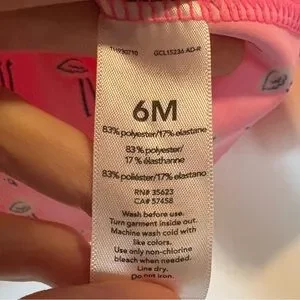 GCL15236 AD-R
6M
83% polyester/17% elastane
83% polyester/
17 % élasthanne
83% poliéster/17% elastano
RN# 35623
CA# 57458
Wash before use.
Turn garment inside out.
Machine wash cold with
like colors.
Use only non-chlorine
bleach when needed.
Line dry.
Do not iron.